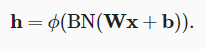 h = ϕ(BN(Wx + b)).